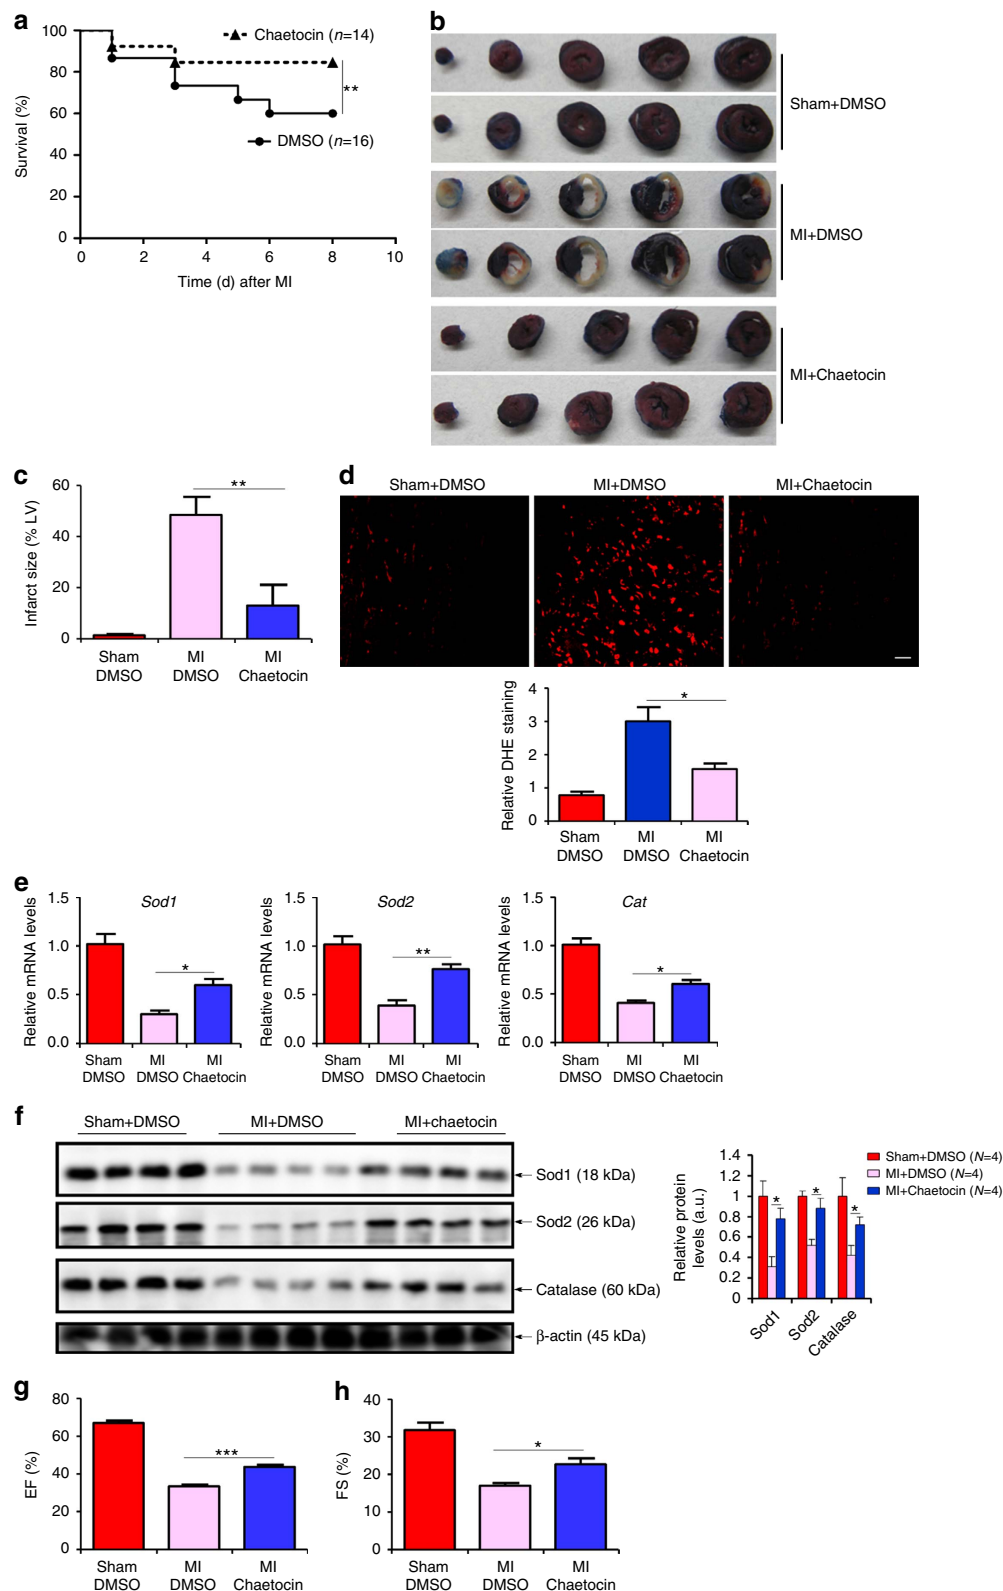 a
100
80
60
40
20
0
Survival (%)
0 2 4 6 8 10
Time (d) after MI
Chaetocin (n=14)
**
DMSO (n=16)
b
Sham+DMSO
MI+DMSO
MI+Chaetocin
c
60
40
20
0
Infarct size (% LV)
**
Sham
DMSO
MI
DMSO
MI
Chaetocin
d
Sham+DMSO
MI+DMSO
MI+Chaetocin
4
3
2
1
0
Relative DHE staining
*
Sham
DMSO
MI
DMSO
MI
Chaetocin
e
Sod1
1.5
1.0
0.5
0.0
Relative mRNA levels
*
Sham
DMSO
MI
DMSO
MI
Chaetocin
Sod2
1.5
1.0
0.5
0.0
Relative mRNA levels
**
Sham
DMSO
MI
DMSO
MI
Chaetocin
Cat
1.5
1.0
0.5
0.0
Relative mRNA levels
*
Sham
DMSO
MI
DMSO
MI
Chaetocin
f
Sham+DMSO
MI+DMSO
MI+chaetocin
Sod1 (18 kDa)
Sod2 (26 kDa)
Catalase (60 kDa)
β-actin (45 kDa)
1.4
1.2
1
0.8
0.6
0.4
0.2
0
Relative protein
levels (a.u.)
Sham+DMSO (N=4)
MI+DMSO (N=4)
MI+Chaetocin (N=4)
*
*
*
Sod1
Sod2
Catalase
g
80
60
40
20
0
EF (%)
***
Sham
DMSO
MI
DMSO
MI
Chaetocin
h
40
30
20
10
0
FS (%)
*
Sham
DMSO
MI
DMSO
MI
Chaetocin